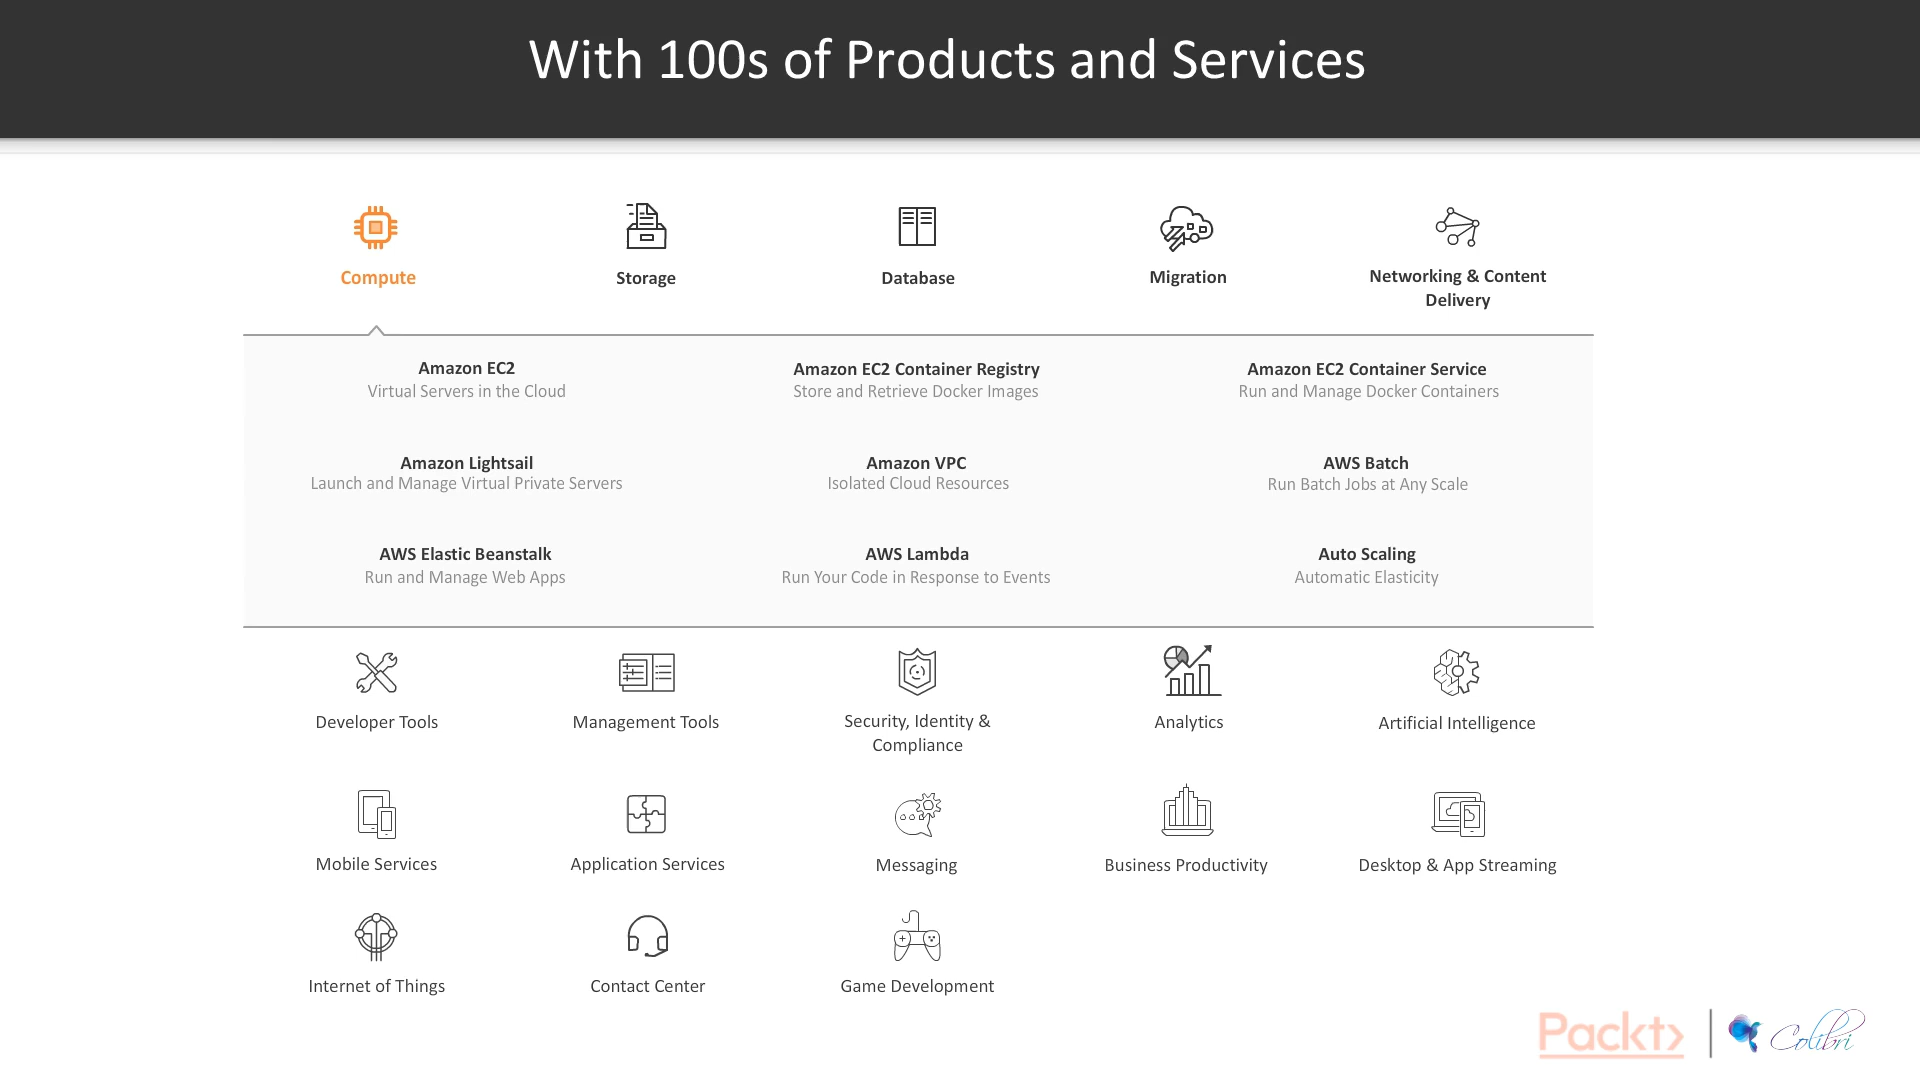 With 100s of Products and Services
Compute
Storage
Database
Migration
Networking & Content
Delivery
Amazon EC2
Virtual Servers in the Cloud
Amazon EC2 Container Registry
Store and Retrieve Docker Images
Amazon EC2 Container Service
Run and Manage Docker Containers
Amazon Lightsail
Launch and Manage Virtual Private Servers
Amazon VPC
Isolated Cloud Resources
AWS Batch
Run Batch Jobs at Any Scale
AWS Elastic Beanstalk
Run and Manage Web Apps
AWS Lambda
Run Your Code in Response to Events
Auto Scaling
Automatic Elasticity
Developer Tools
Management Tools
Security, Identity &
Compliance
Analytics
Artificial Intelligence
Mobile Services
Application Services
Messaging
Business Productivity
Desktop & App Streaming
Internet of Things
Contact Center
Game Development
Packt>
Colibri